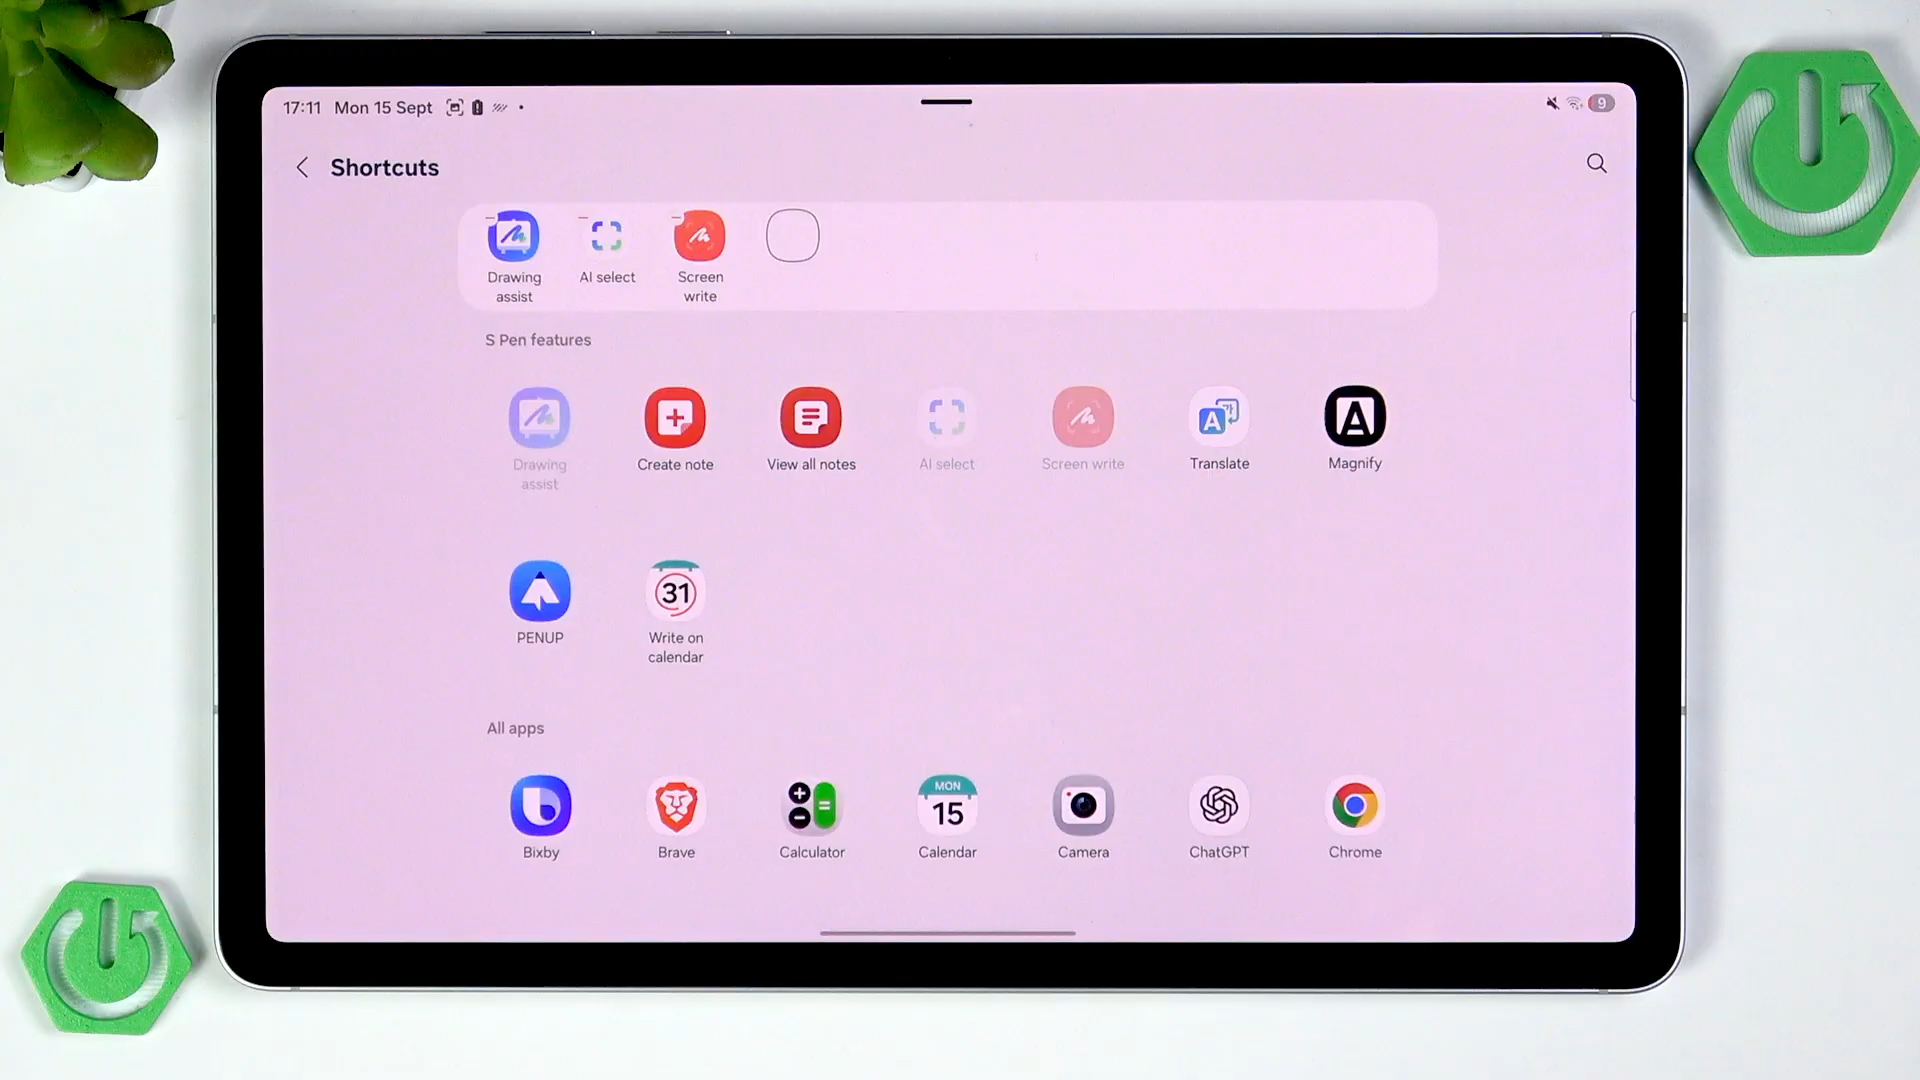 17:11 Mon 15 Sept
9
Shortcuts
Drawing assist
AI select
Screen write
S Pen features
Drawing assist
Create note
View all notes
AI select
Screen write
Translate
Magnify
PENUP
31
Write on calendar
All apps
Bixby
Brave
Calculator
MON
15
Calendar
Camera
ChatGPT
Chrome